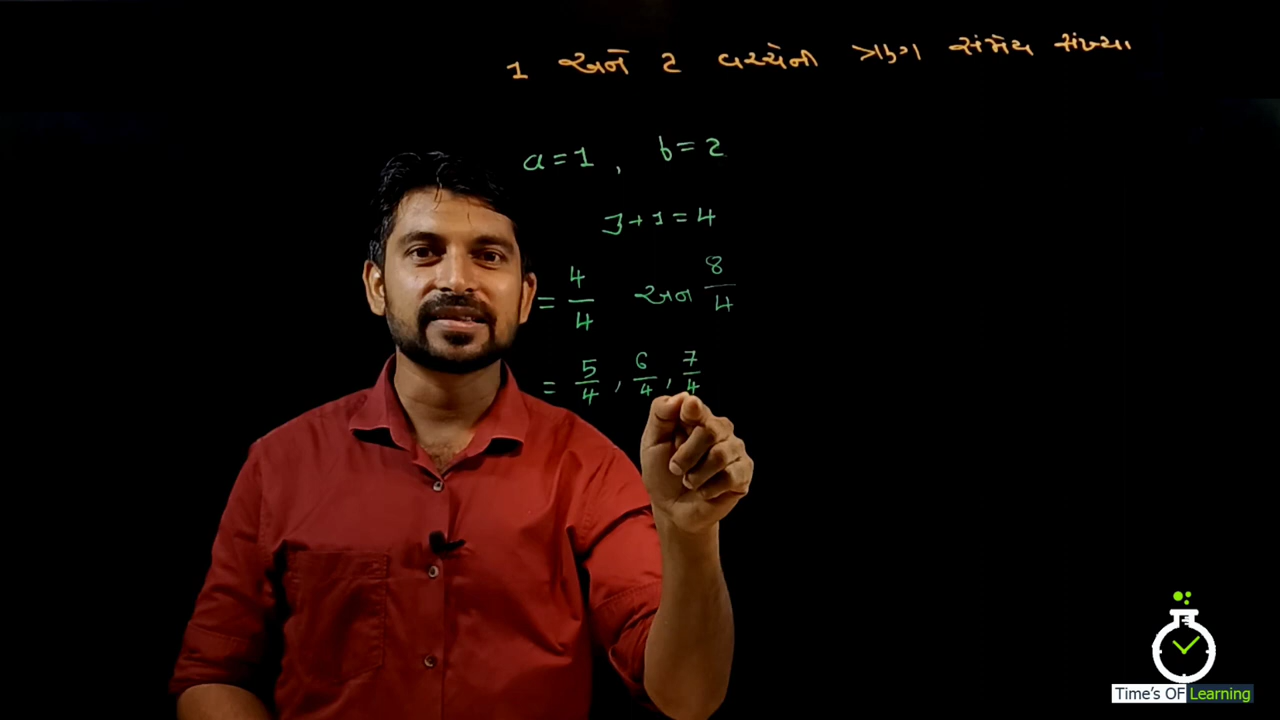 1 અને 2 વચ્ચેની ત્રણ સંમેય સંખ્યા
a = 1 , b = 2
3 + 1 = 4
= 4/4 અન 8/4
= 5/4 , 6/4 , 7/4
Time's OF Learning